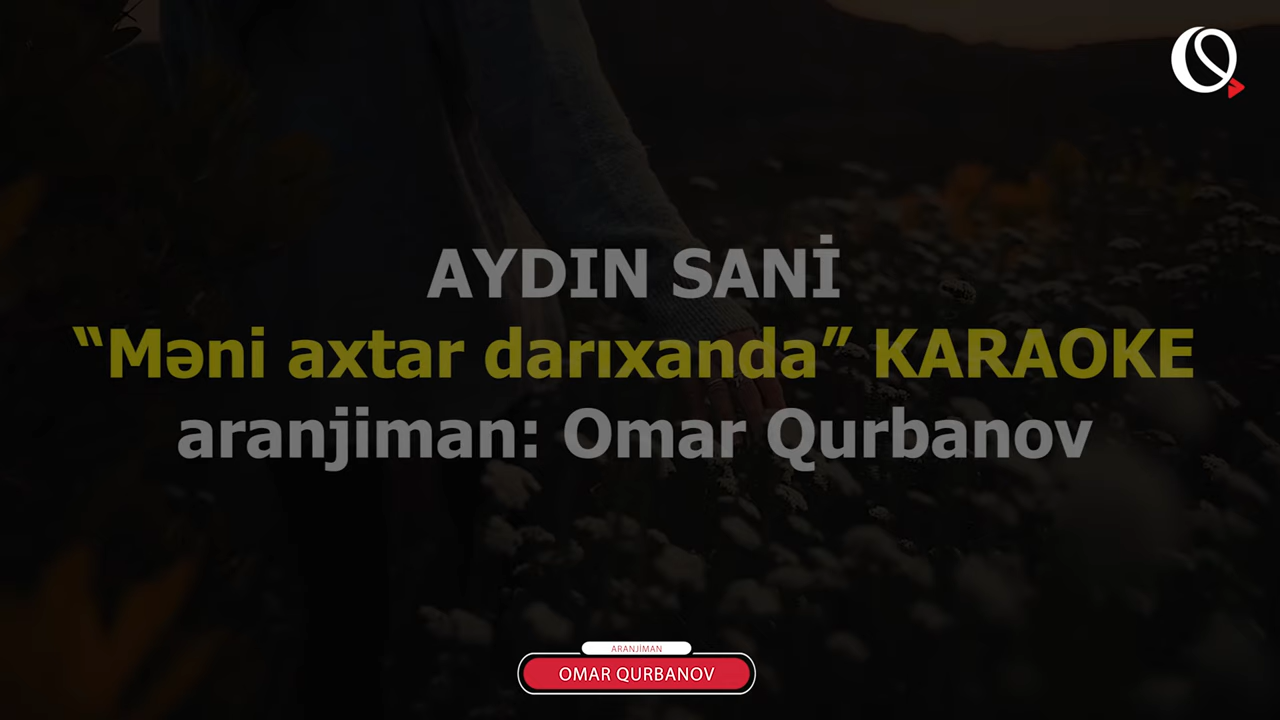 AYDIN SANİ
“Məni axtar darıxanda” KARAOKE
aranjiman: Omar Qurbanov
ARANJİMAN
OMAR QURBANOV